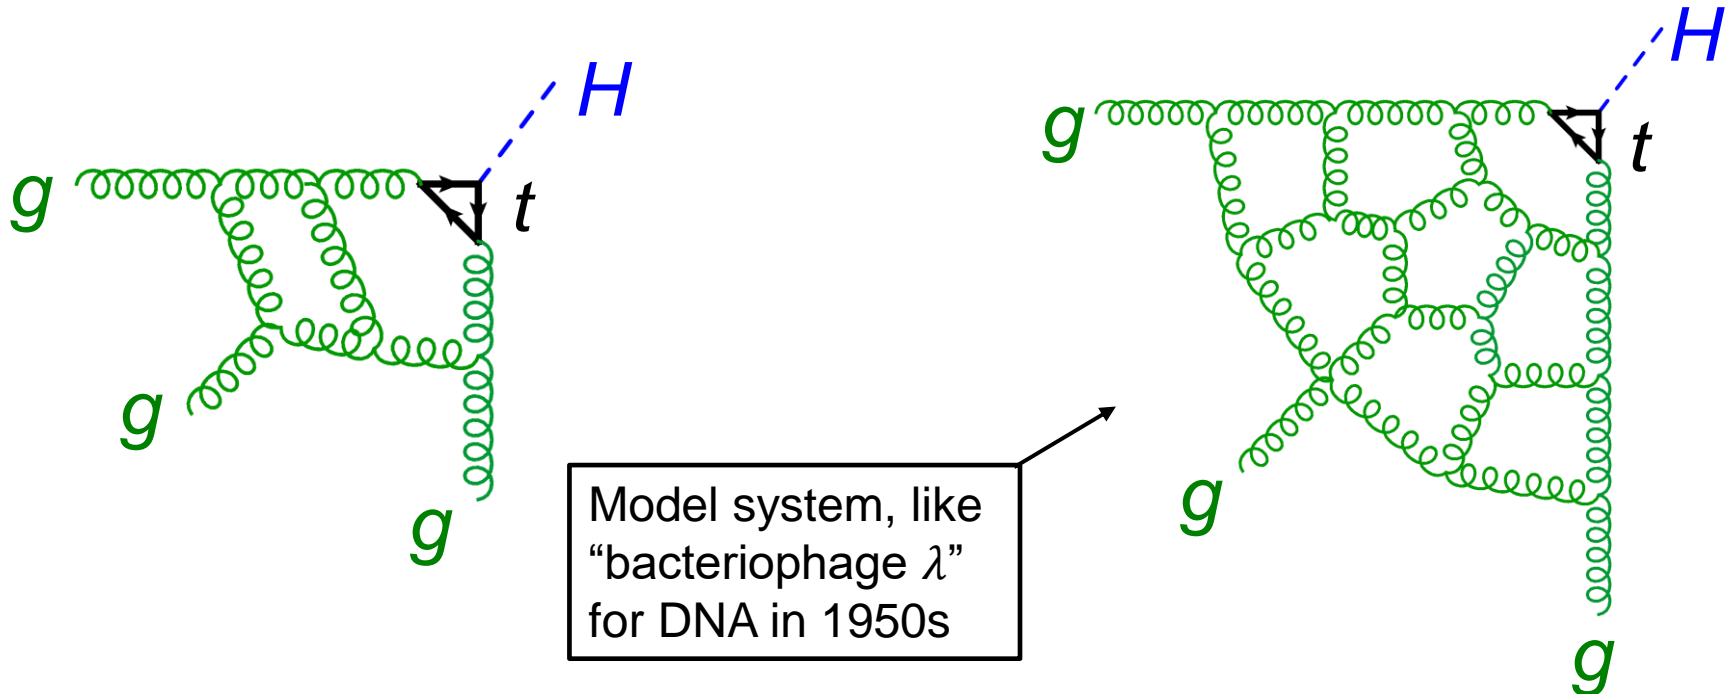 H
g
t
g
g
H
g
t
g
g
Model system, like
“bacteriophage λ”
for DNA in 1950s